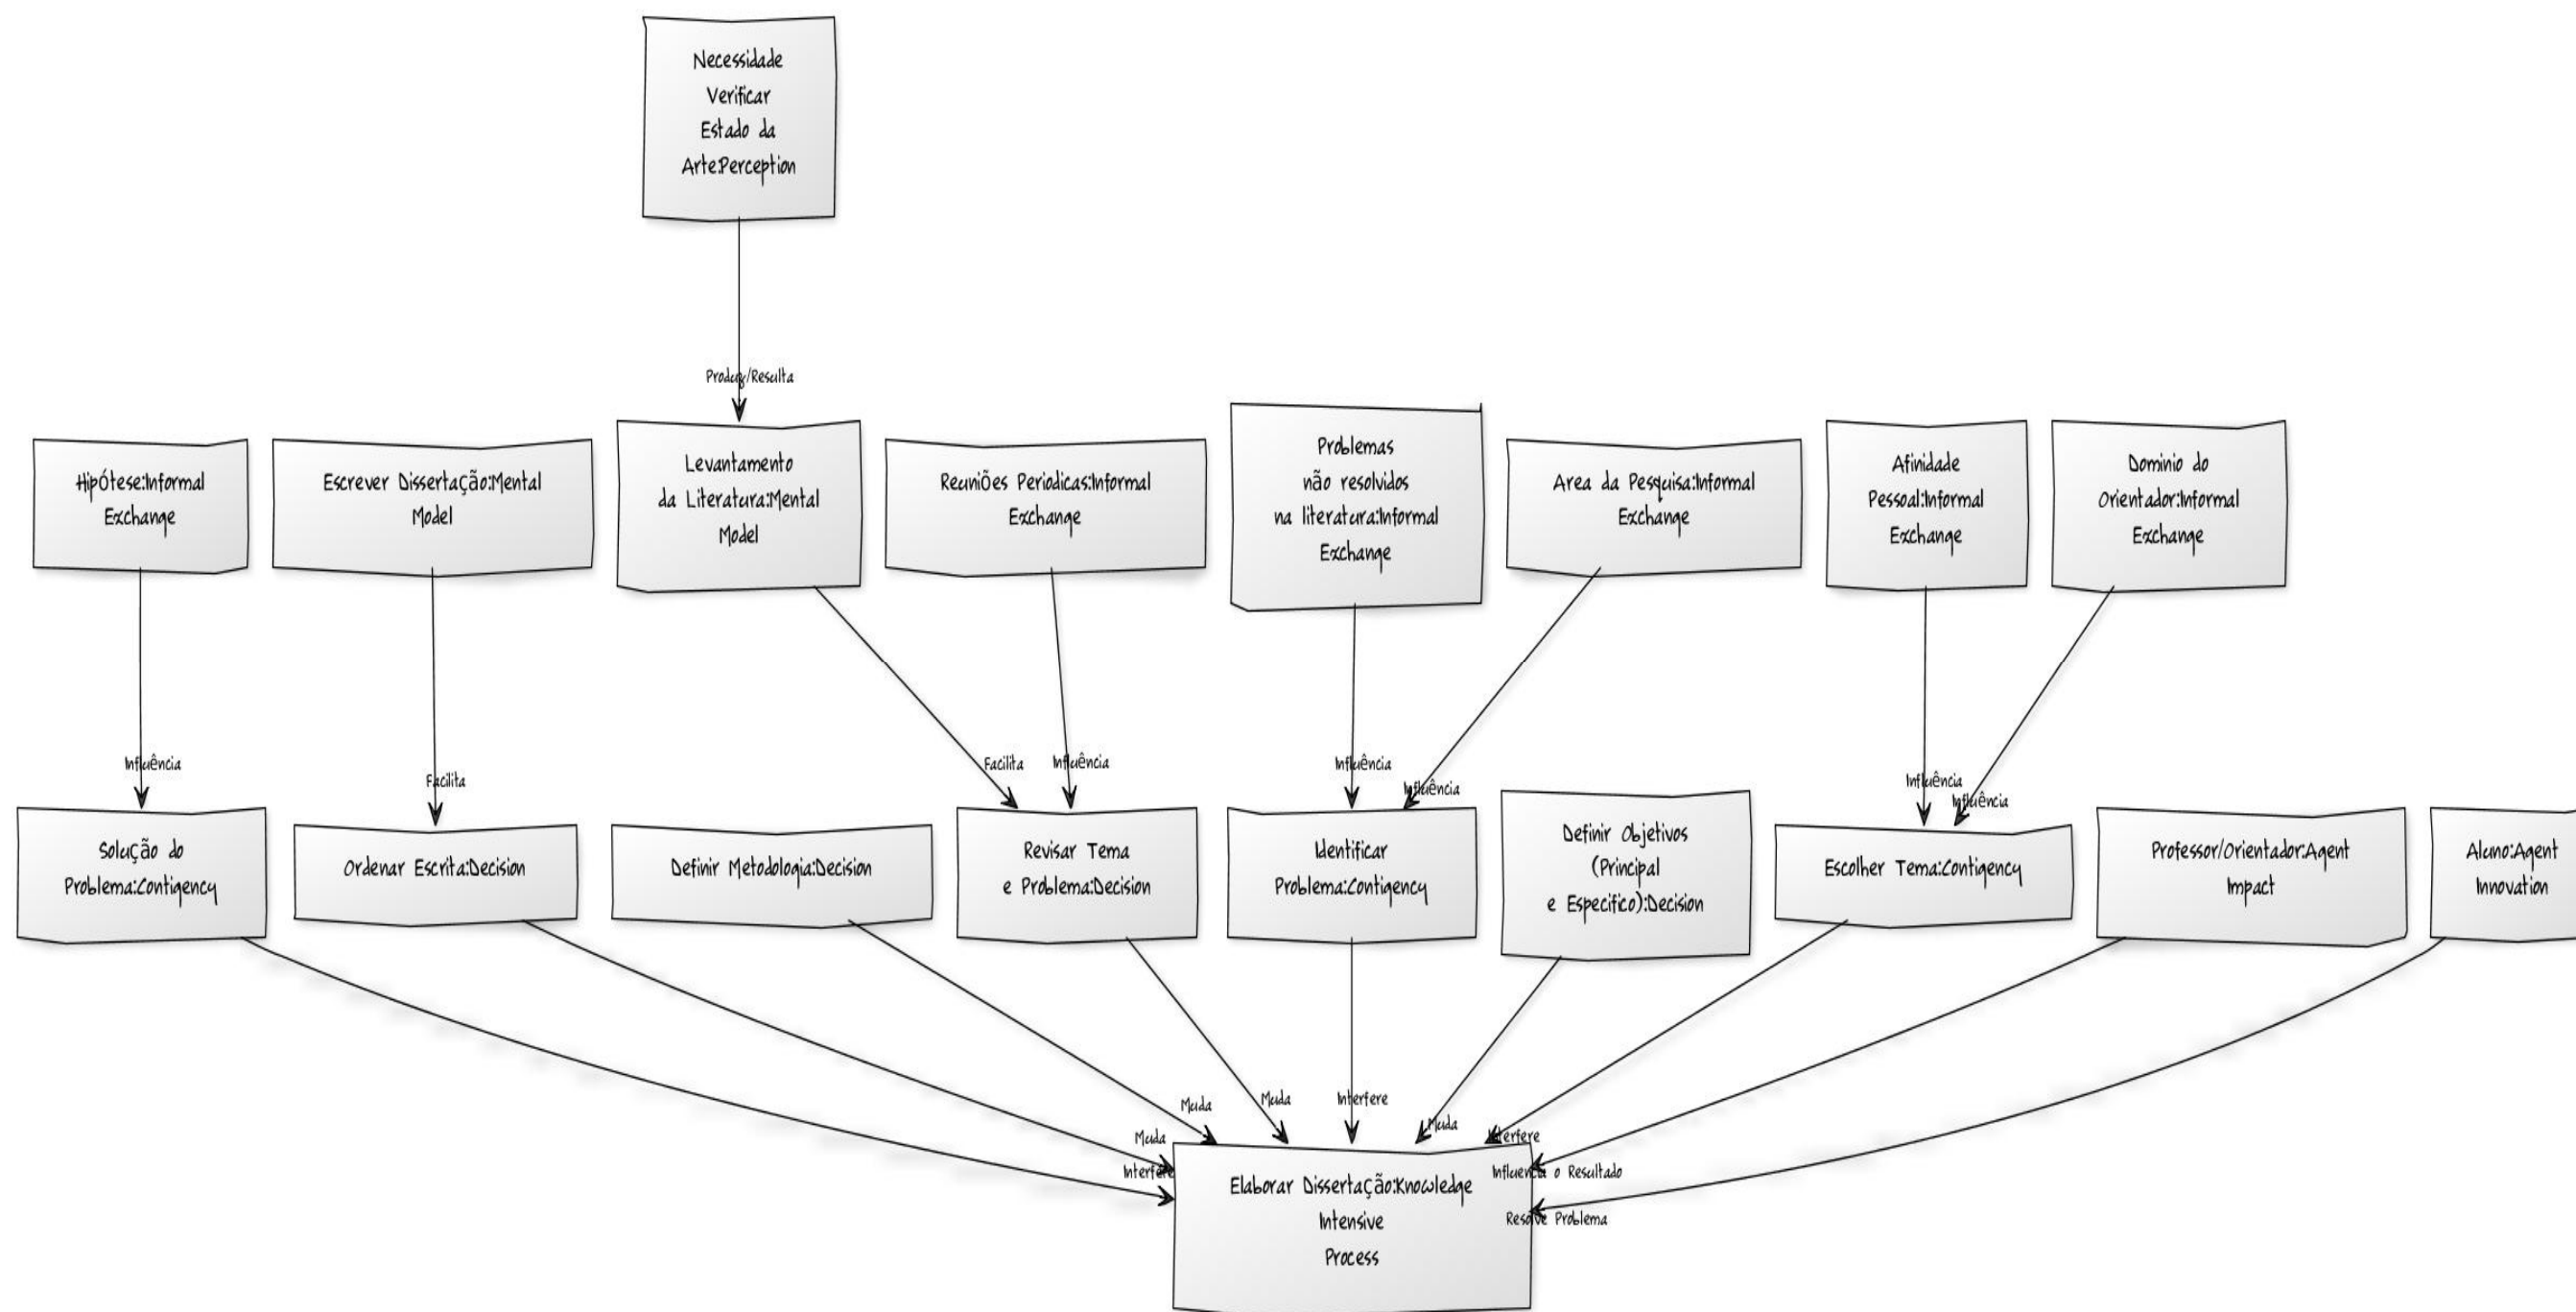 Necessidade
Verificar
Estado da
Arte:Perception
Produz/Resulta
Hipótese:Informal
Exchange
Escrever Dissertação:Mental
Model
Levantamento
da Literatura:Mental
Model
Reuniões Periodicas:Informal
Exchange
Problemas
não resolvidos
na literatura:Informal
Exchange
Area da Pesquisa:Informal
Exchange
Afinidade
Pessoal:Informal
Exchange
Dominio do
Orientador:Informal
Exchange
Influência
Facilita
Facilita
Influência
Influência
Influência
Influência
Influência
Solução do
Problema:Contigency
Ordenar Escrita:Decision
Definir Metodologia:Decision
Revisar Tema
e Problema:Decision
Identificar
Problema:Contigency
Definir Objetivos
(Principal
e Especifico):Decision
Escolher Tema:Contigency
Professor/Orientador:Agent
Impact
Aluno:Agent
Innovation
Interfere
Muda
Muda
Muda
Interfere
Muda
Interfere
Influencia o Resultado
Resolve Problema
Elaborar Dissertação:Knowledge
Intensive
Process